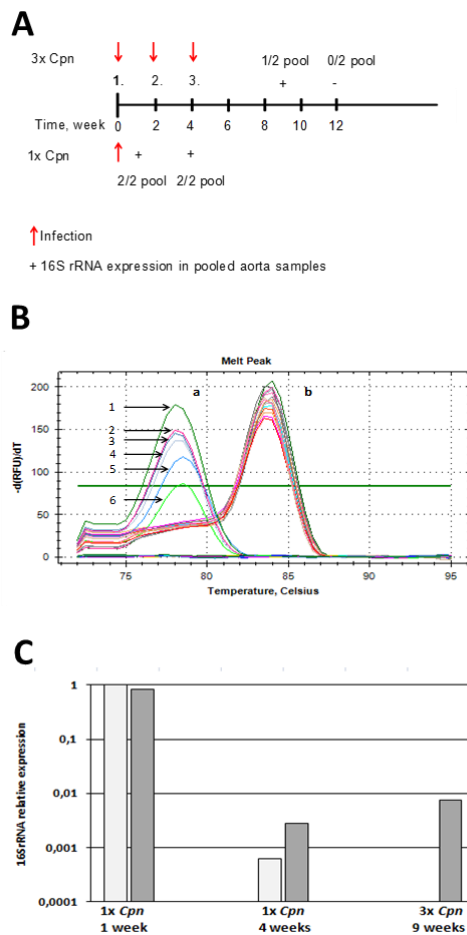 A
3x Cpn
1/2 pool 0/2 pool
1. 2. 3. + -
Time, week 0 2 4 6 8 10 12
1x Cpn + +
2/2 pool 2/2 pool
Infection
+ 16S rRNA expression in pooled aorta samples
B
Melt Peak
-d(RFU)/dT
200
150
100
50
0
a b
1
2
3
4
5
6
75 80 85 90 95
Temperature, Celsius
C
16SrRNA relative expression
1
0,1
0,01
0,001
0,0001
1x Cpn 1x Cpn 3x Cpn
1 week 4 weeks 9 weeks